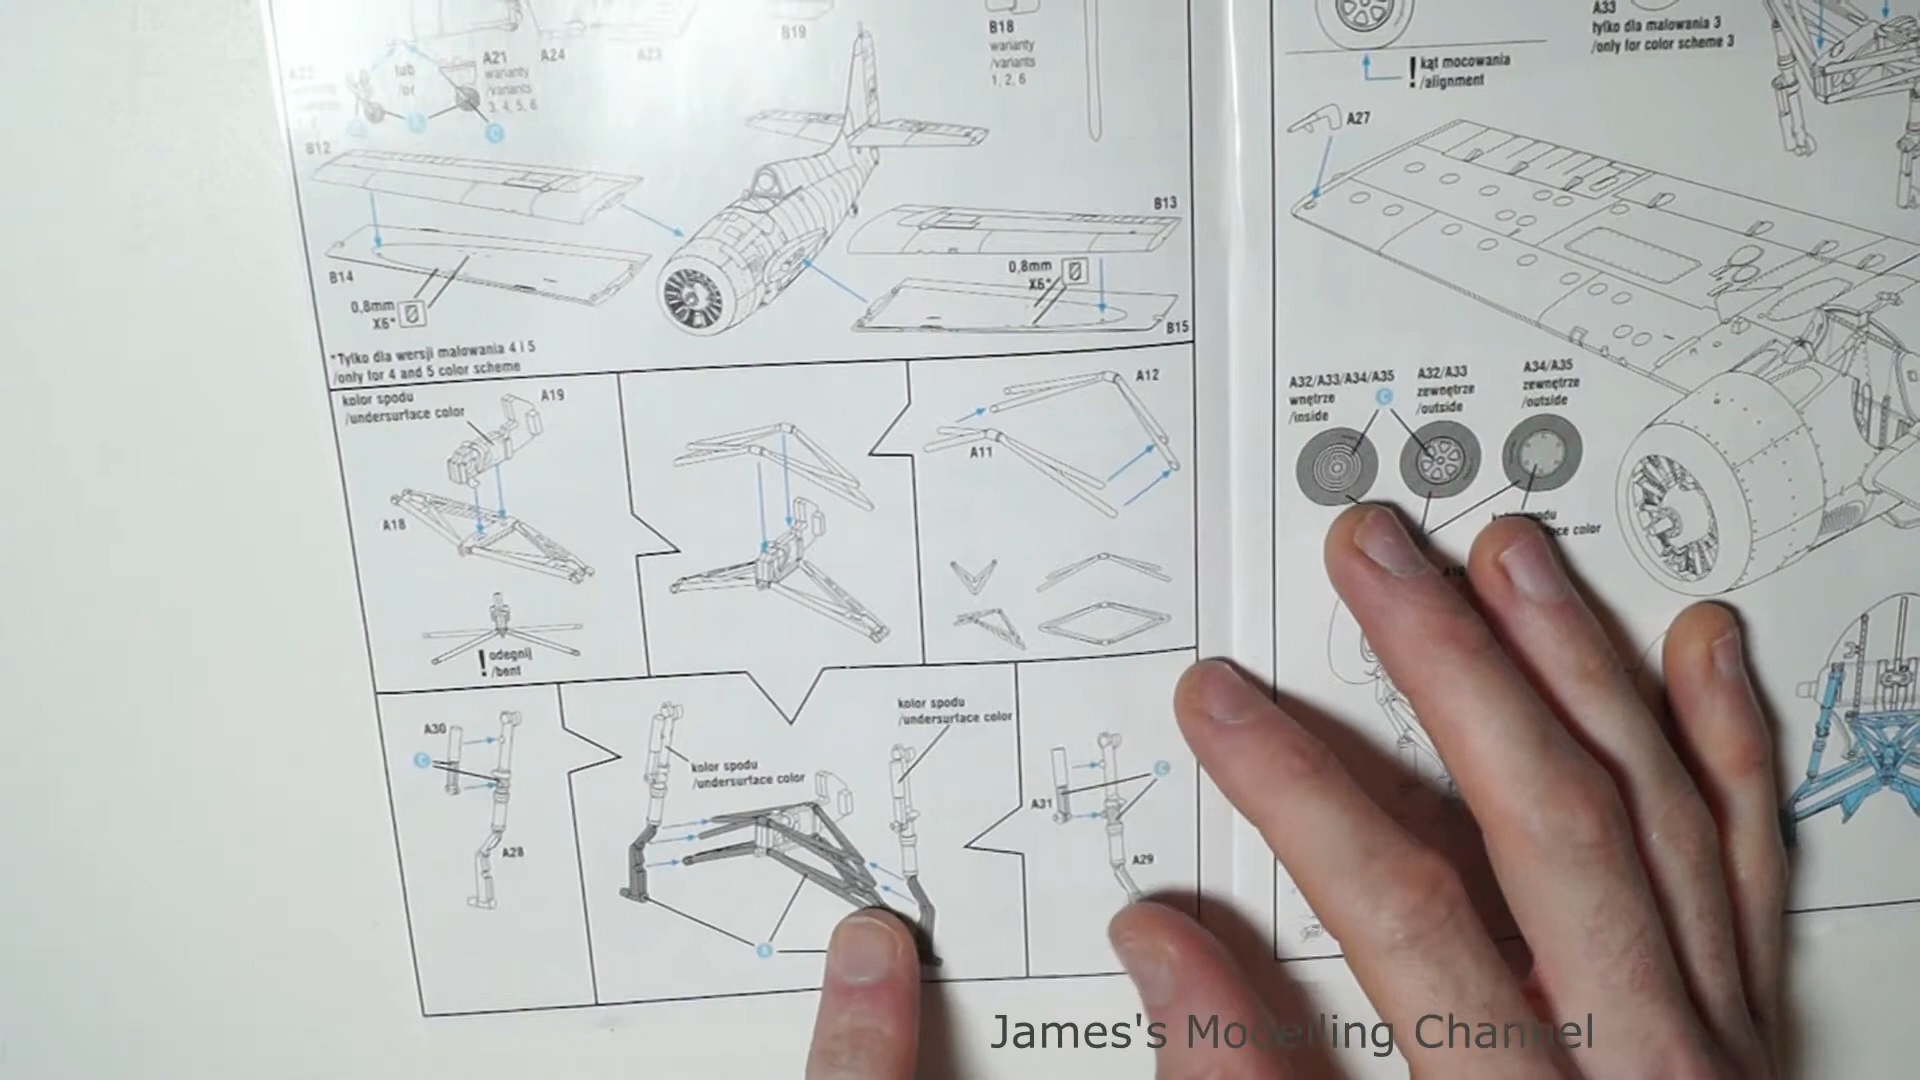 A21
warianty
/variants
3, 4, 5, 6
A24
A23
B19
B18
warianty
/variants
1, 2, 6
lub
/or
B12
B14
0,8mm
X6*
B13
0,8mm
X6*
B15
*Tylko dla wersji malowania 4 i 5
/only for 4 and 5 color scheme
kolor spodu
/undersurface color
A19
A18
! odegnij
/bent
A12
A11
A30
C
A28
kolor spodu
/undersurface color
kolor spodu
/undersurface color
A
A31
C
A29
A33
tylko dla malowania 3
/only for color scheme 3
! kąt mocowania
/alignment
A27
A32/A33/A34/A35
wnętrze
/inside
C
A32/A33
zewnętrze
/outside
A34/A35
zewnętrze
/outside
James's Modelling Channel